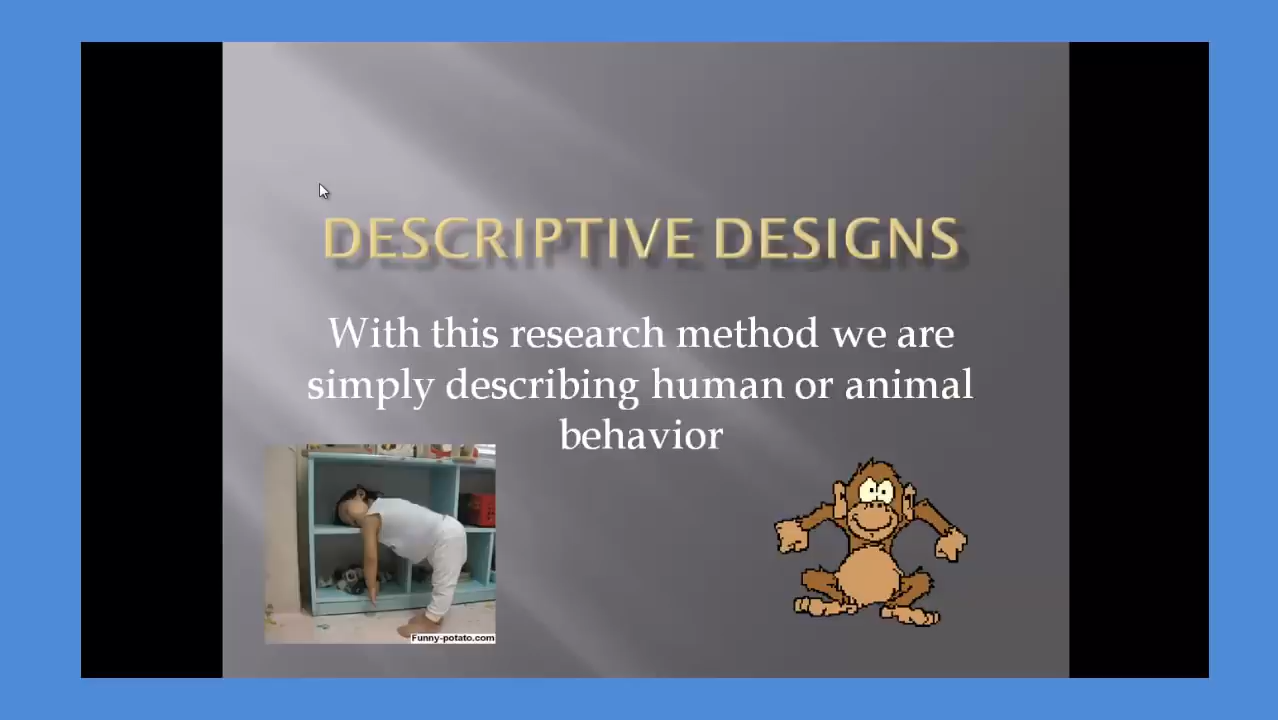 DESCRIPTIVE DESIGNS
With this research method we are
simply describing human or animal
behavior
Funny-potato.com